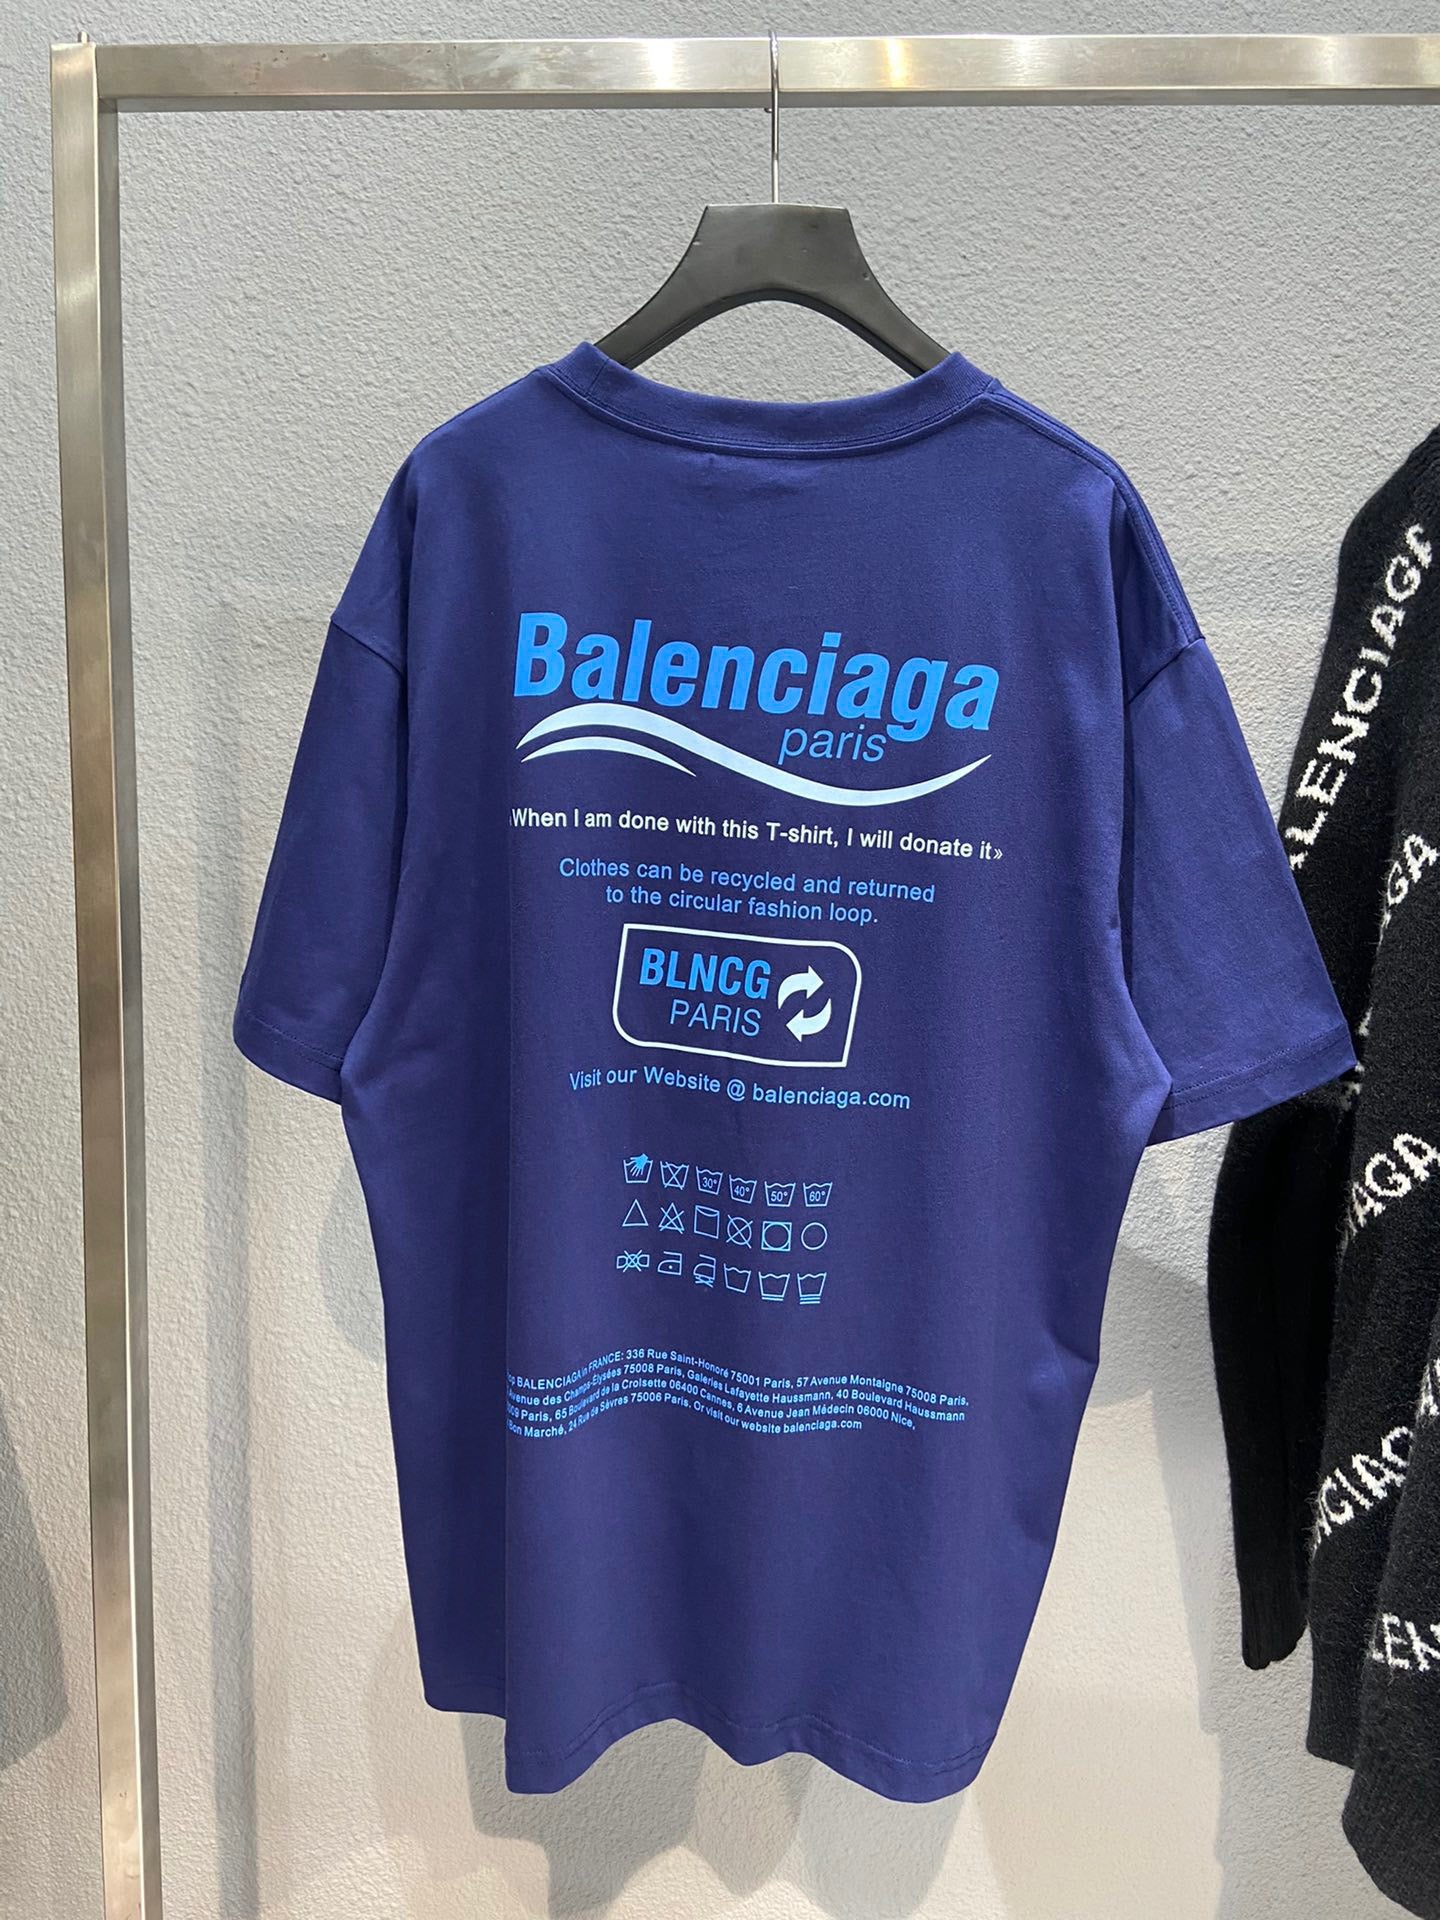 Balenciaga
paris
When I am done with this T-shirt, I will donate it»
Clothes can be recycled and returned
to the circular fashion loop.
BLNCG
PARIS
Visit our Website @ balenciaga.com
30° 40° 50° 60°
BALENCIAGA in FRANCE: 336 Rue Saint-Honoré 75001 Paris, 57 Avenue Montaigne 75008 Paris,
Avenue des Champs-Elysées 75008 Paris, Galeries Lafayette Haussmann, 40 Boulevard Haussmann
Paris, 65 Boulevard de la Croisette 06400 Cannes, 6 Avenue Jean Médecin 06000 Nice,
Bon Marché, 24 Rue de Sèvres 75006 Paris. Or visit our website balenciaga.com